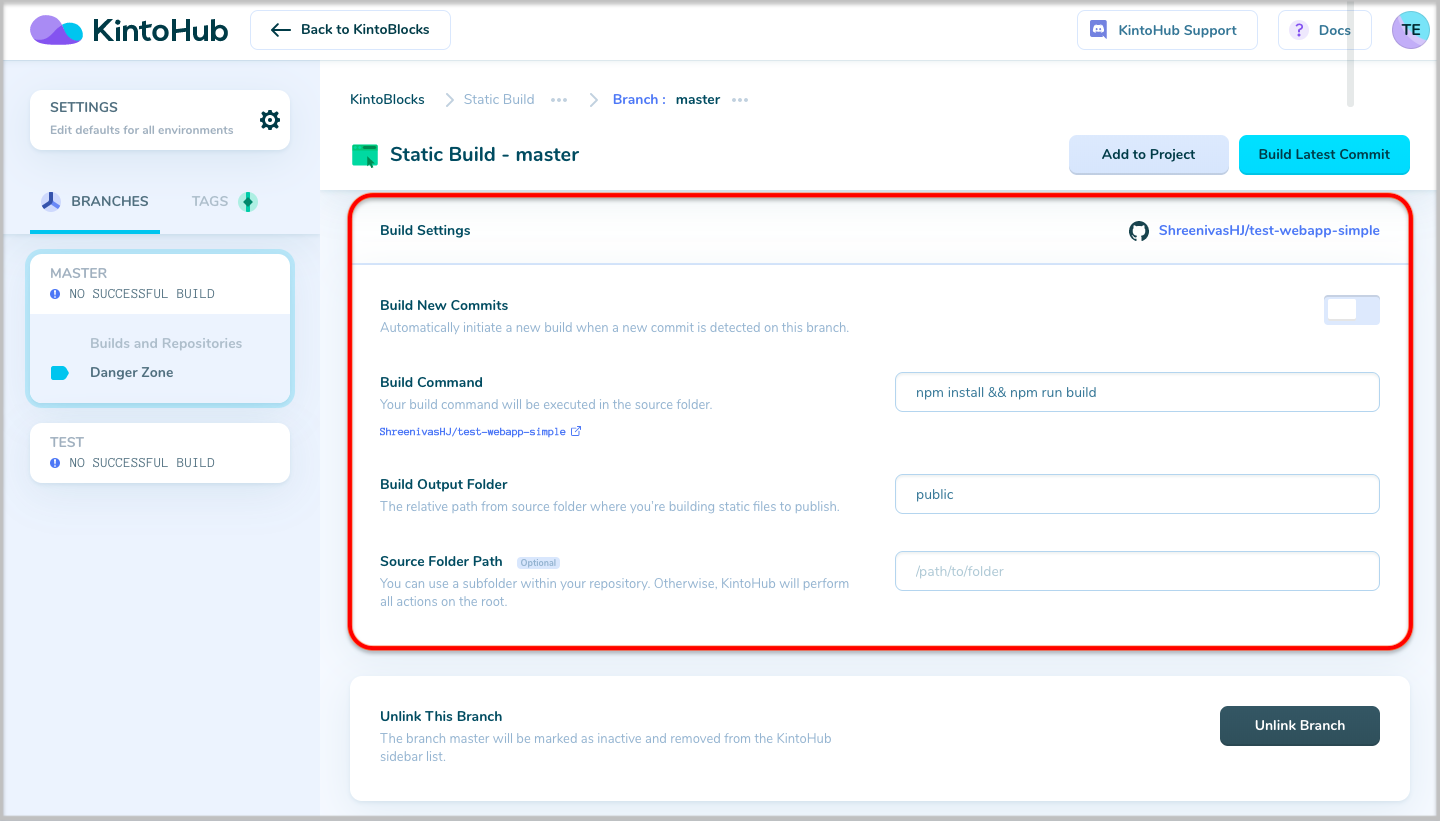 KintoHub
Back to KintoBlocks
KintoHub Support
? Docs
TE
SETTINGS
Edit defaults for all environments
BRANCHES
TAGS
MASTER
NO SUCCESSFUL BUILD
Builds and Repositories
Danger Zone
TEST
NO SUCCESSFUL BUILD
KintoBlocks
Static Build •••
Branch : master •••
Static Build - master
Add to Project
Build Latest Commit
Build Settings
ShreenivasHJ/test-webapp-simple
Build New Commits
Automatically initiate a new build when a new commit is detected on this branch.
Build Command
Your build command will be executed in the source folder.
ShreenivasHJ/test-webapp-simple
npm install && npm run build
Build Output Folder
The relative path from source folder where you're building static files to publish.
public
Source Folder Path Optional
You can use a subfolder within your repository. Otherwise, KintoHub will perform
all actions on the root.
/path/to/folder
Unlink This Branch
The branch master will be marked as inactive and removed from the KintoHub
sidebar list.
Unlink Branch